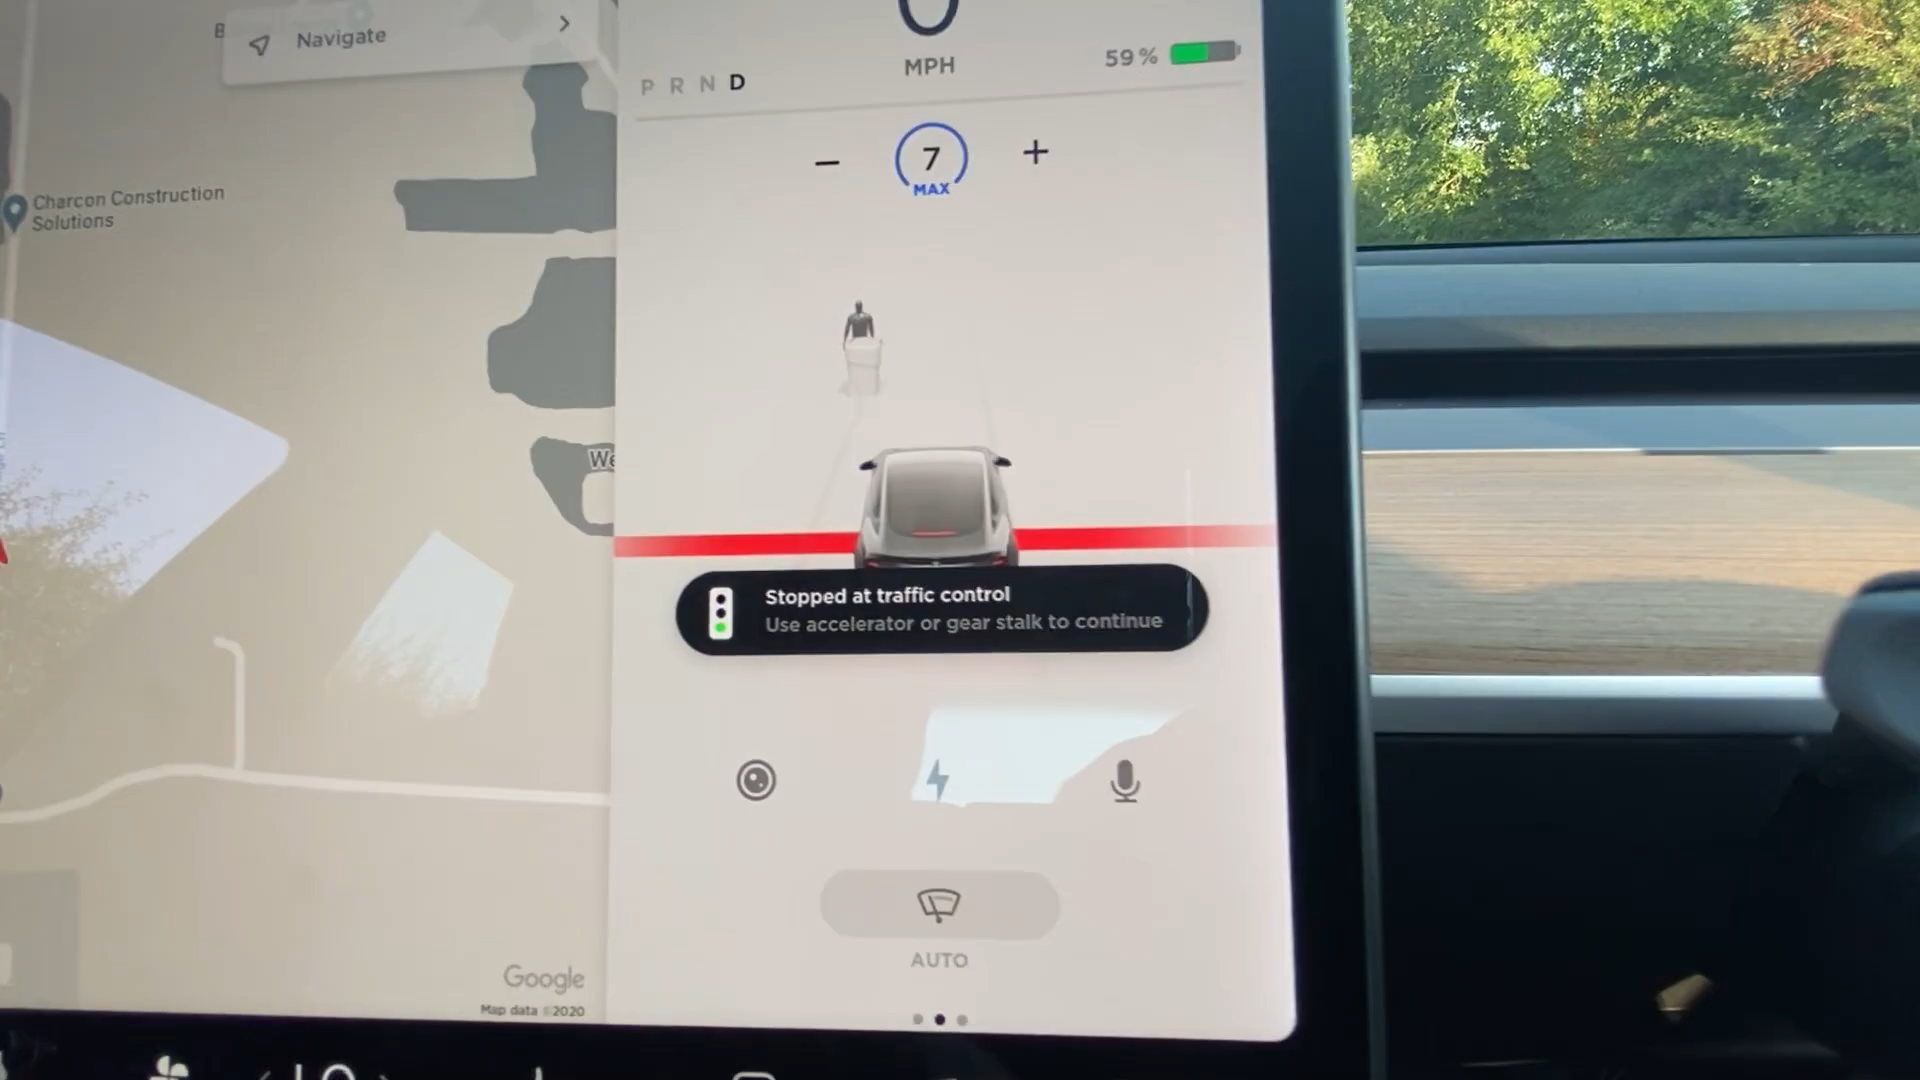 Navigate
0
MPH
59 %
P R N D
7
MAX
Charcon Construction
Solutions
Stopped at traffic control
Use accelerator or gear stalk to continue
AUTO
Google
Map data ©2020